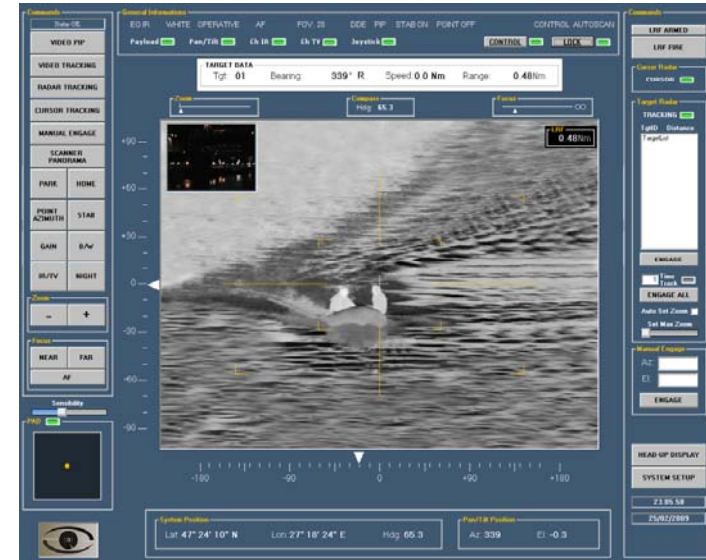 Commands
Data OK
VIDEO PIP
VIDEO TRACKING
RADAR TRACKING
CURSOR TRACKING
MANUAL ENGAGE
SCANNER PANORAMA
PARK
HOME
POINT AZIMUTH
STAB
GAIN
B/W
IR/TV
NIGHT
Zoom
-
+
Focus
NEAR
FAR
AF
Sensibility
PAD
General Informations
EO IR WHITE OPERATIVE AF FOV: 28 DDE PIP STAB ON POINT OFF CONTROL AUTOSCAN
Payload Pan/Tilt Ch IR Ch TV Joystick CONTROL LOCK
TARGET DATA
Tgt: 01 Bearing: 339° R Speed: 0.0 Nm Range: 0.48Nm
Zoom
Compass
Hdg: 65.3
Focus
∞
LRF
0.48Nm
+90
+60
+30
0
-30
-60
-90
-180 -90 0 +90 +180
System Position
Lat: 47° 24' 10" N Lon: 27° 18' 24" E Hdg: 65.3
Pan/Tilt Position
Az: 339 El: -0.3
Commands
LRF ARMED
LRF FIRE
Cursor Radar
CURSOR
Target Radar
TRACKING
TgtID Distance
TargetList
ENGAGE
1 Time Track
ENGAGE ALL
Auto Set Zoom
Set Max Zoom
Manual Engage
Az:
El:
ENGAGE
HEAD-UP DISPLAY
SYSTEM SETUP
23.05.50
25/02/2009